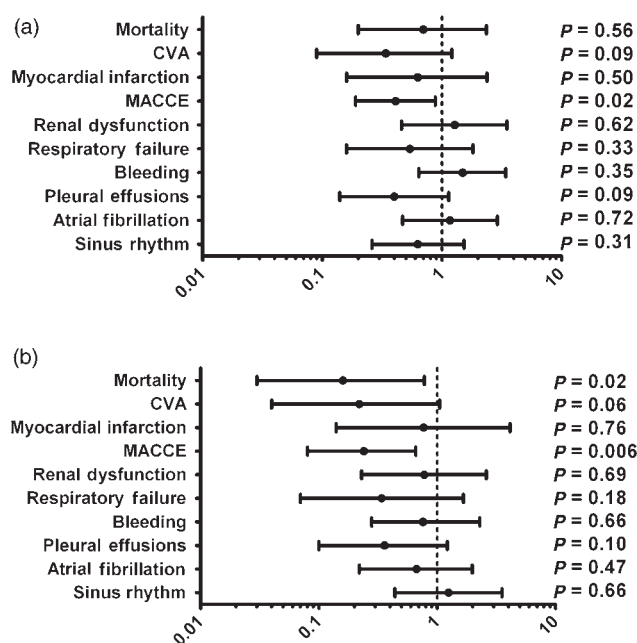 (a)
Mortality P = 0.56
CVA P = 0.09
Myocardial infarction P = 0.50
MACCE P = 0.02
Renal dysfunction P = 0.62
Respiratory failure P = 0.33
Bleeding P = 0.35
Pleural effusions P = 0.09
Atrial fibrillation P = 0.72
Sinus rhythm P = 0.31
0.01 0.1 1 10
(b)
Mortality P = 0.02
CVA P = 0.06
Myocardial infarction P = 0.76
MACCE P = 0.006
Renal dysfunction P = 0.69
Respiratory failure P = 0.18
Bleeding P = 0.66
Pleural effusions P = 0.10
Atrial fibrillation P = 0.47
Sinus rhythm P = 0.66
0.01 0.1 1 10